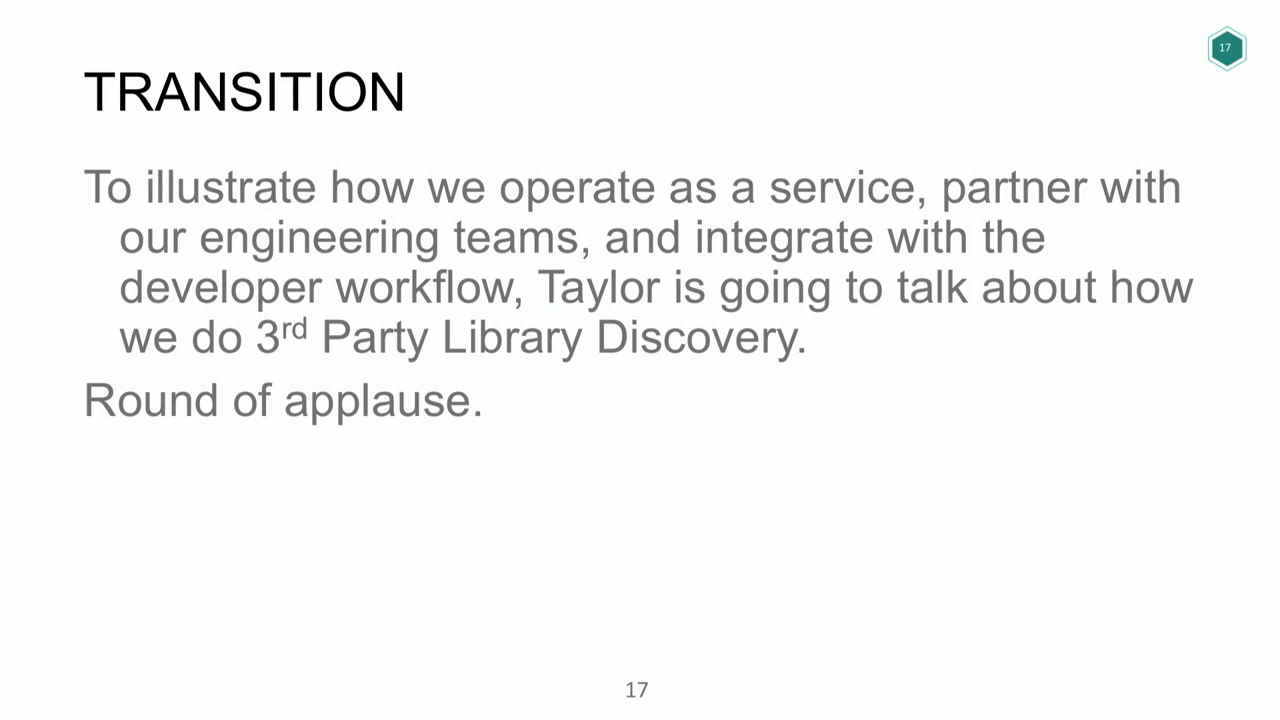 17
TRANSITION
To illustrate how we operate as a service, partner with
our engineering teams, and integrate with the
developer workflow, Taylor is going to talk about how
we do 3rd Party Library Discovery.
Round of applause.
17